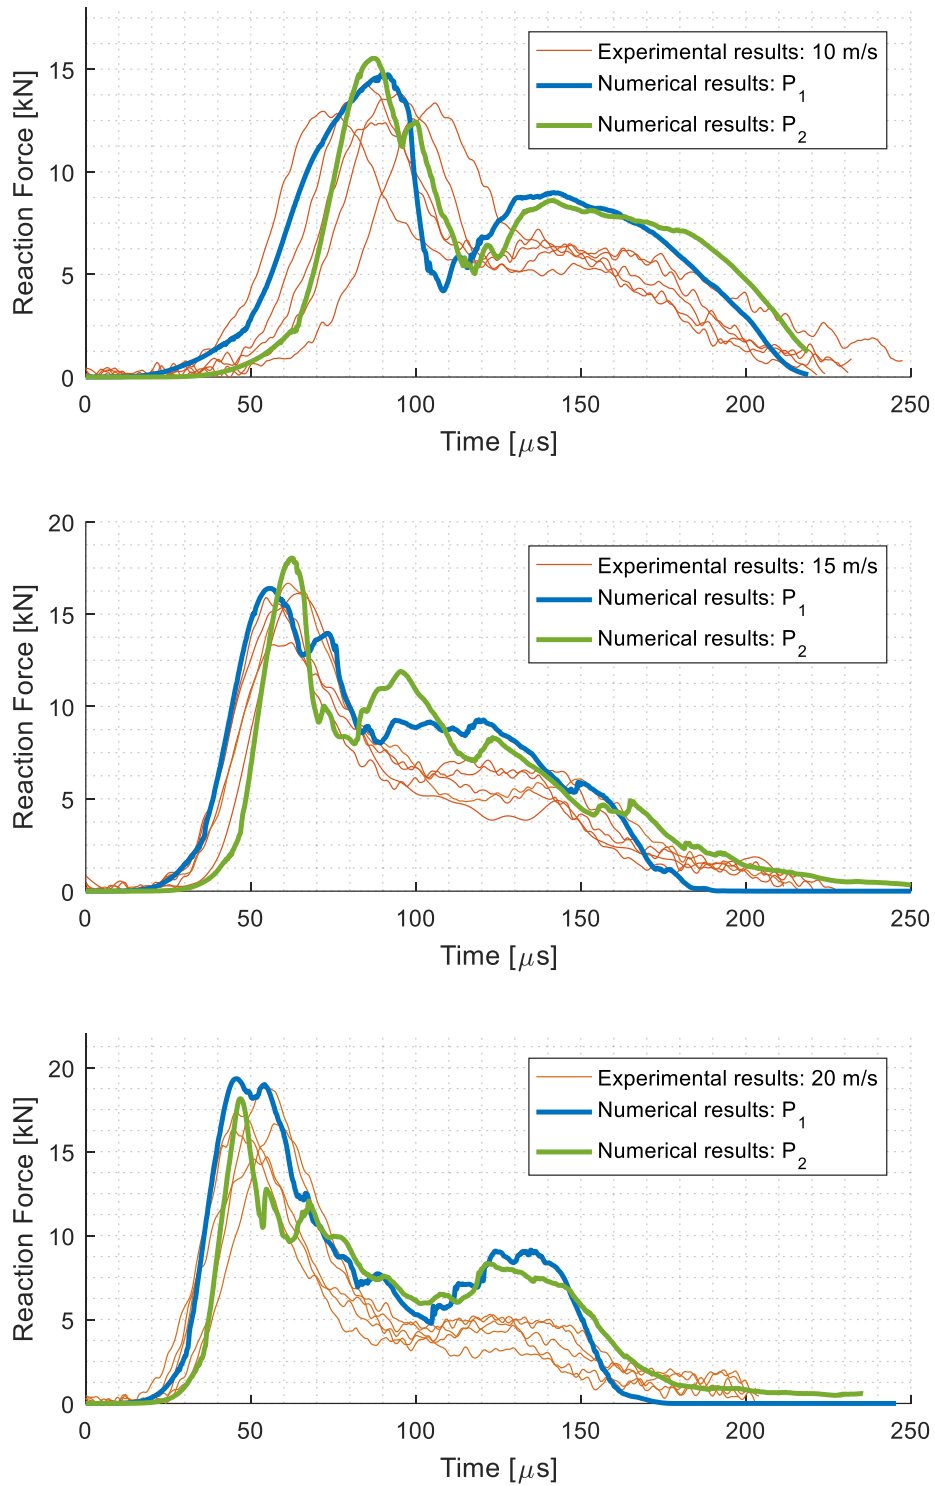 Reaction Force [kN]
15
10
5
0
Experimental results: 10 m/s
Numerical results: P1
Numerical results: P2
0 50 100 150 200 250
Time [μs]
Reaction Force [kN]
20
15
10
5
0
Experimental results: 15 m/s
Numerical results: P1
Numerical results: P2
0 50 100 150 200 250
Time [μs]
Reaction Force [kN]
20
15
10
5
0
Experimental results: 20 m/s
Numerical results: P1
Numerical results: P2
0 50 100 150 200 250
Time [μs]